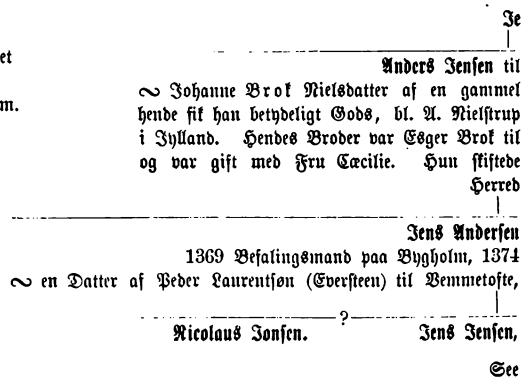 Je
et
Anders Jensen til
~ Johanne Brok Nielsdatter af en gammel
m.
hende fik han betydeligt Gods, bl. A. Nielstrup
i Jylland. Hendes Broder var Esger Brok til
og var gift med Fru Cæcilie. Hun skiftede
Herred
Jens Andersen
1369 Befalingsmand paa Bygholm, 1374
~ en Datter af Peder Laurentsøn (Eversteen) til Vemmetofte,
?
Nicolaus Jonsen. Jens Jensen,
See